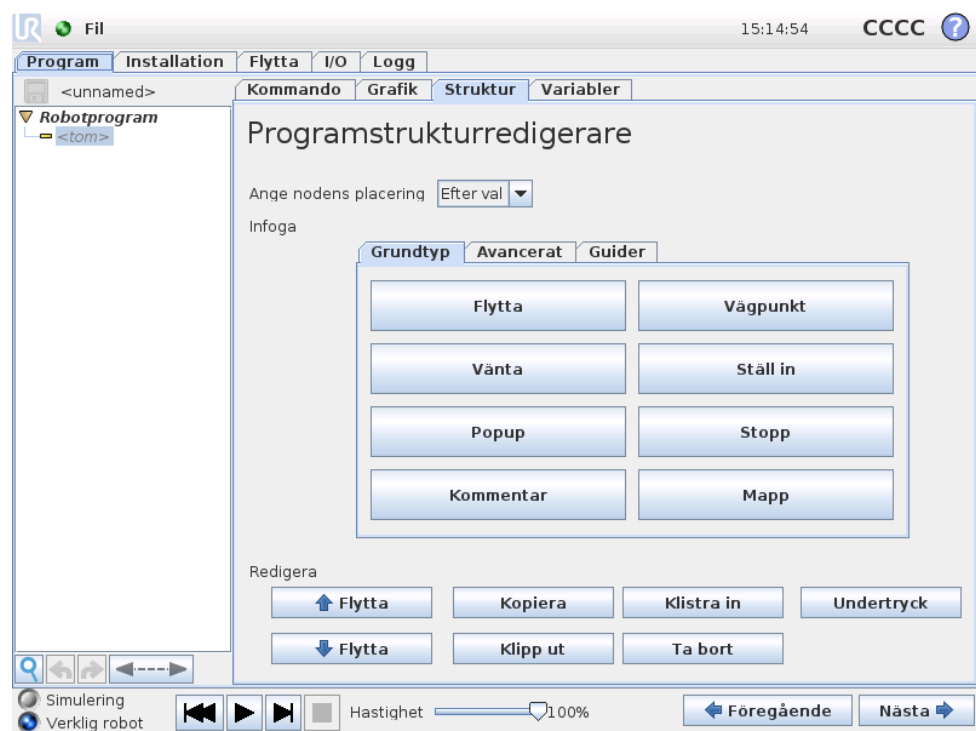 UR Fil 15:14:54 CCCC ?
Program Installation Flytta I/O Logg
<unnamed>
Kommando Grafik Struktur Variabler
Robotprogram
<tom>
Programstrukturredigerare
Ange nodens placering Efter val
Infoga
Grundtyp Avancerat Guider
Flytta Vägpunkt
Vänta Ställ in
Popup Stopp
Kommentar Mapp
Redigera
Flytta Kopiera Klistra in Undertryck
Flytta Klipp ut Ta bort
Simulering
Verklig robot
Hastighet 100% Föregående Nästa